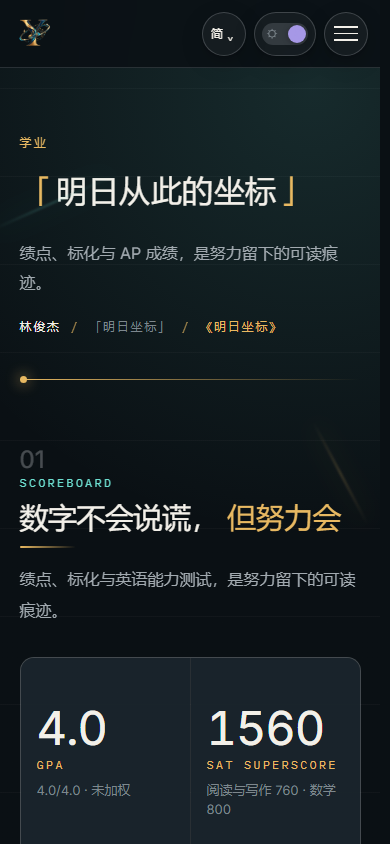 简
学业
「明日从此的坐标」
绩点、标化与 AP 成绩，是努力留下的可读痕
迹。
林俊杰 / 「明日坐标」 / 《明日坐标》
01
SCOREBOARD
数字不会说谎， 但努力会
绩点、标化与英语能力测试，是努力留下的可读
痕迹。
4.0
GPA
4.0/4.0 · 未加权
1560
SAT SUPERSCORE
阅读与写作 760 · 数学
800